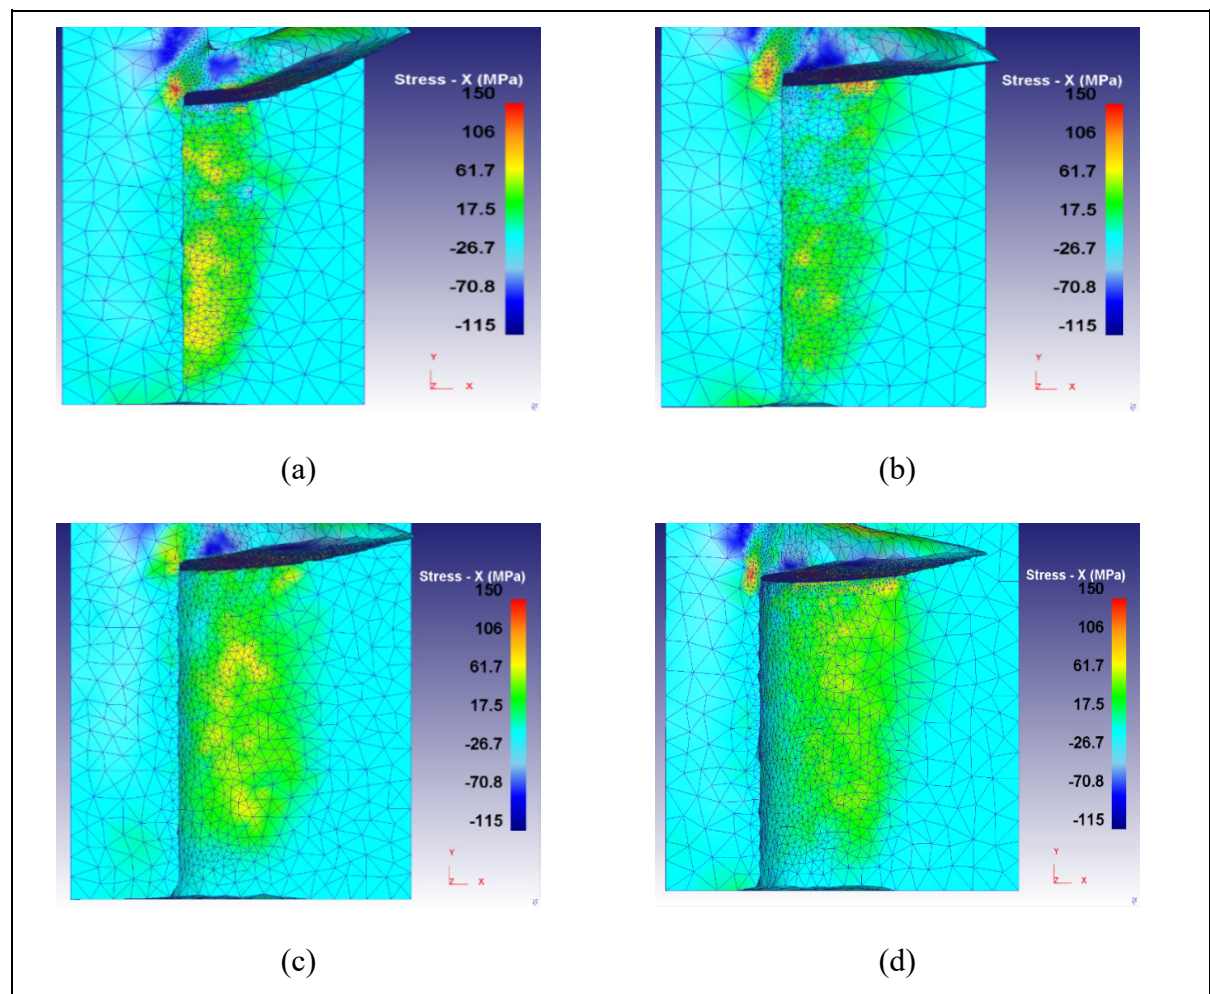 Stress - X (MPa)
150
106
61.7
17.5
-26.7
-70.8
-115
Y
Z X
(a)
Stress - X (MPa)
150
106
61.7
17.5
-26.7
-70.8
-115
Y
Z X
(b)
Stress - X (MPa)
150
106
61.7
17.5
-26.7
-70.8
-115
Y
Z X
(c)
Stress - X (MPa)
150
106
61.7
17.5
-26.7
-70.8
-115
Y
Z X
(d)